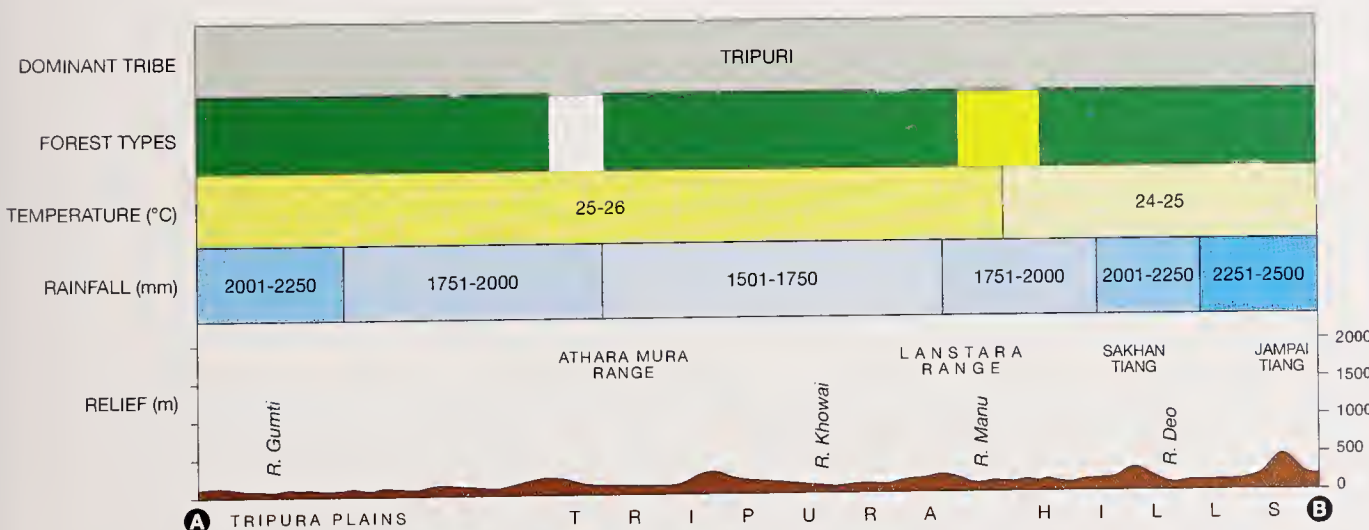 DOMINANT TRIBE
TRIPURI
FOREST TYPES
TEMPERATURE (°C)
25-26
24-25
RAINFALL (mm)
2001-2250
1751-2000
1501-1750
1751-2000
2001-2250
2251-2500
RELIEF (m)
ATHARA MURA
RANGE
LANSTARA
RANGE
SAKHAN
TIANG
JAMPAI
TIANG
2000
1500
1000
500
0
R. Gumti
R. Khowai
R. Manu
R. Deo
A TRIPURA PLAINS
TRIPURA HILLS B